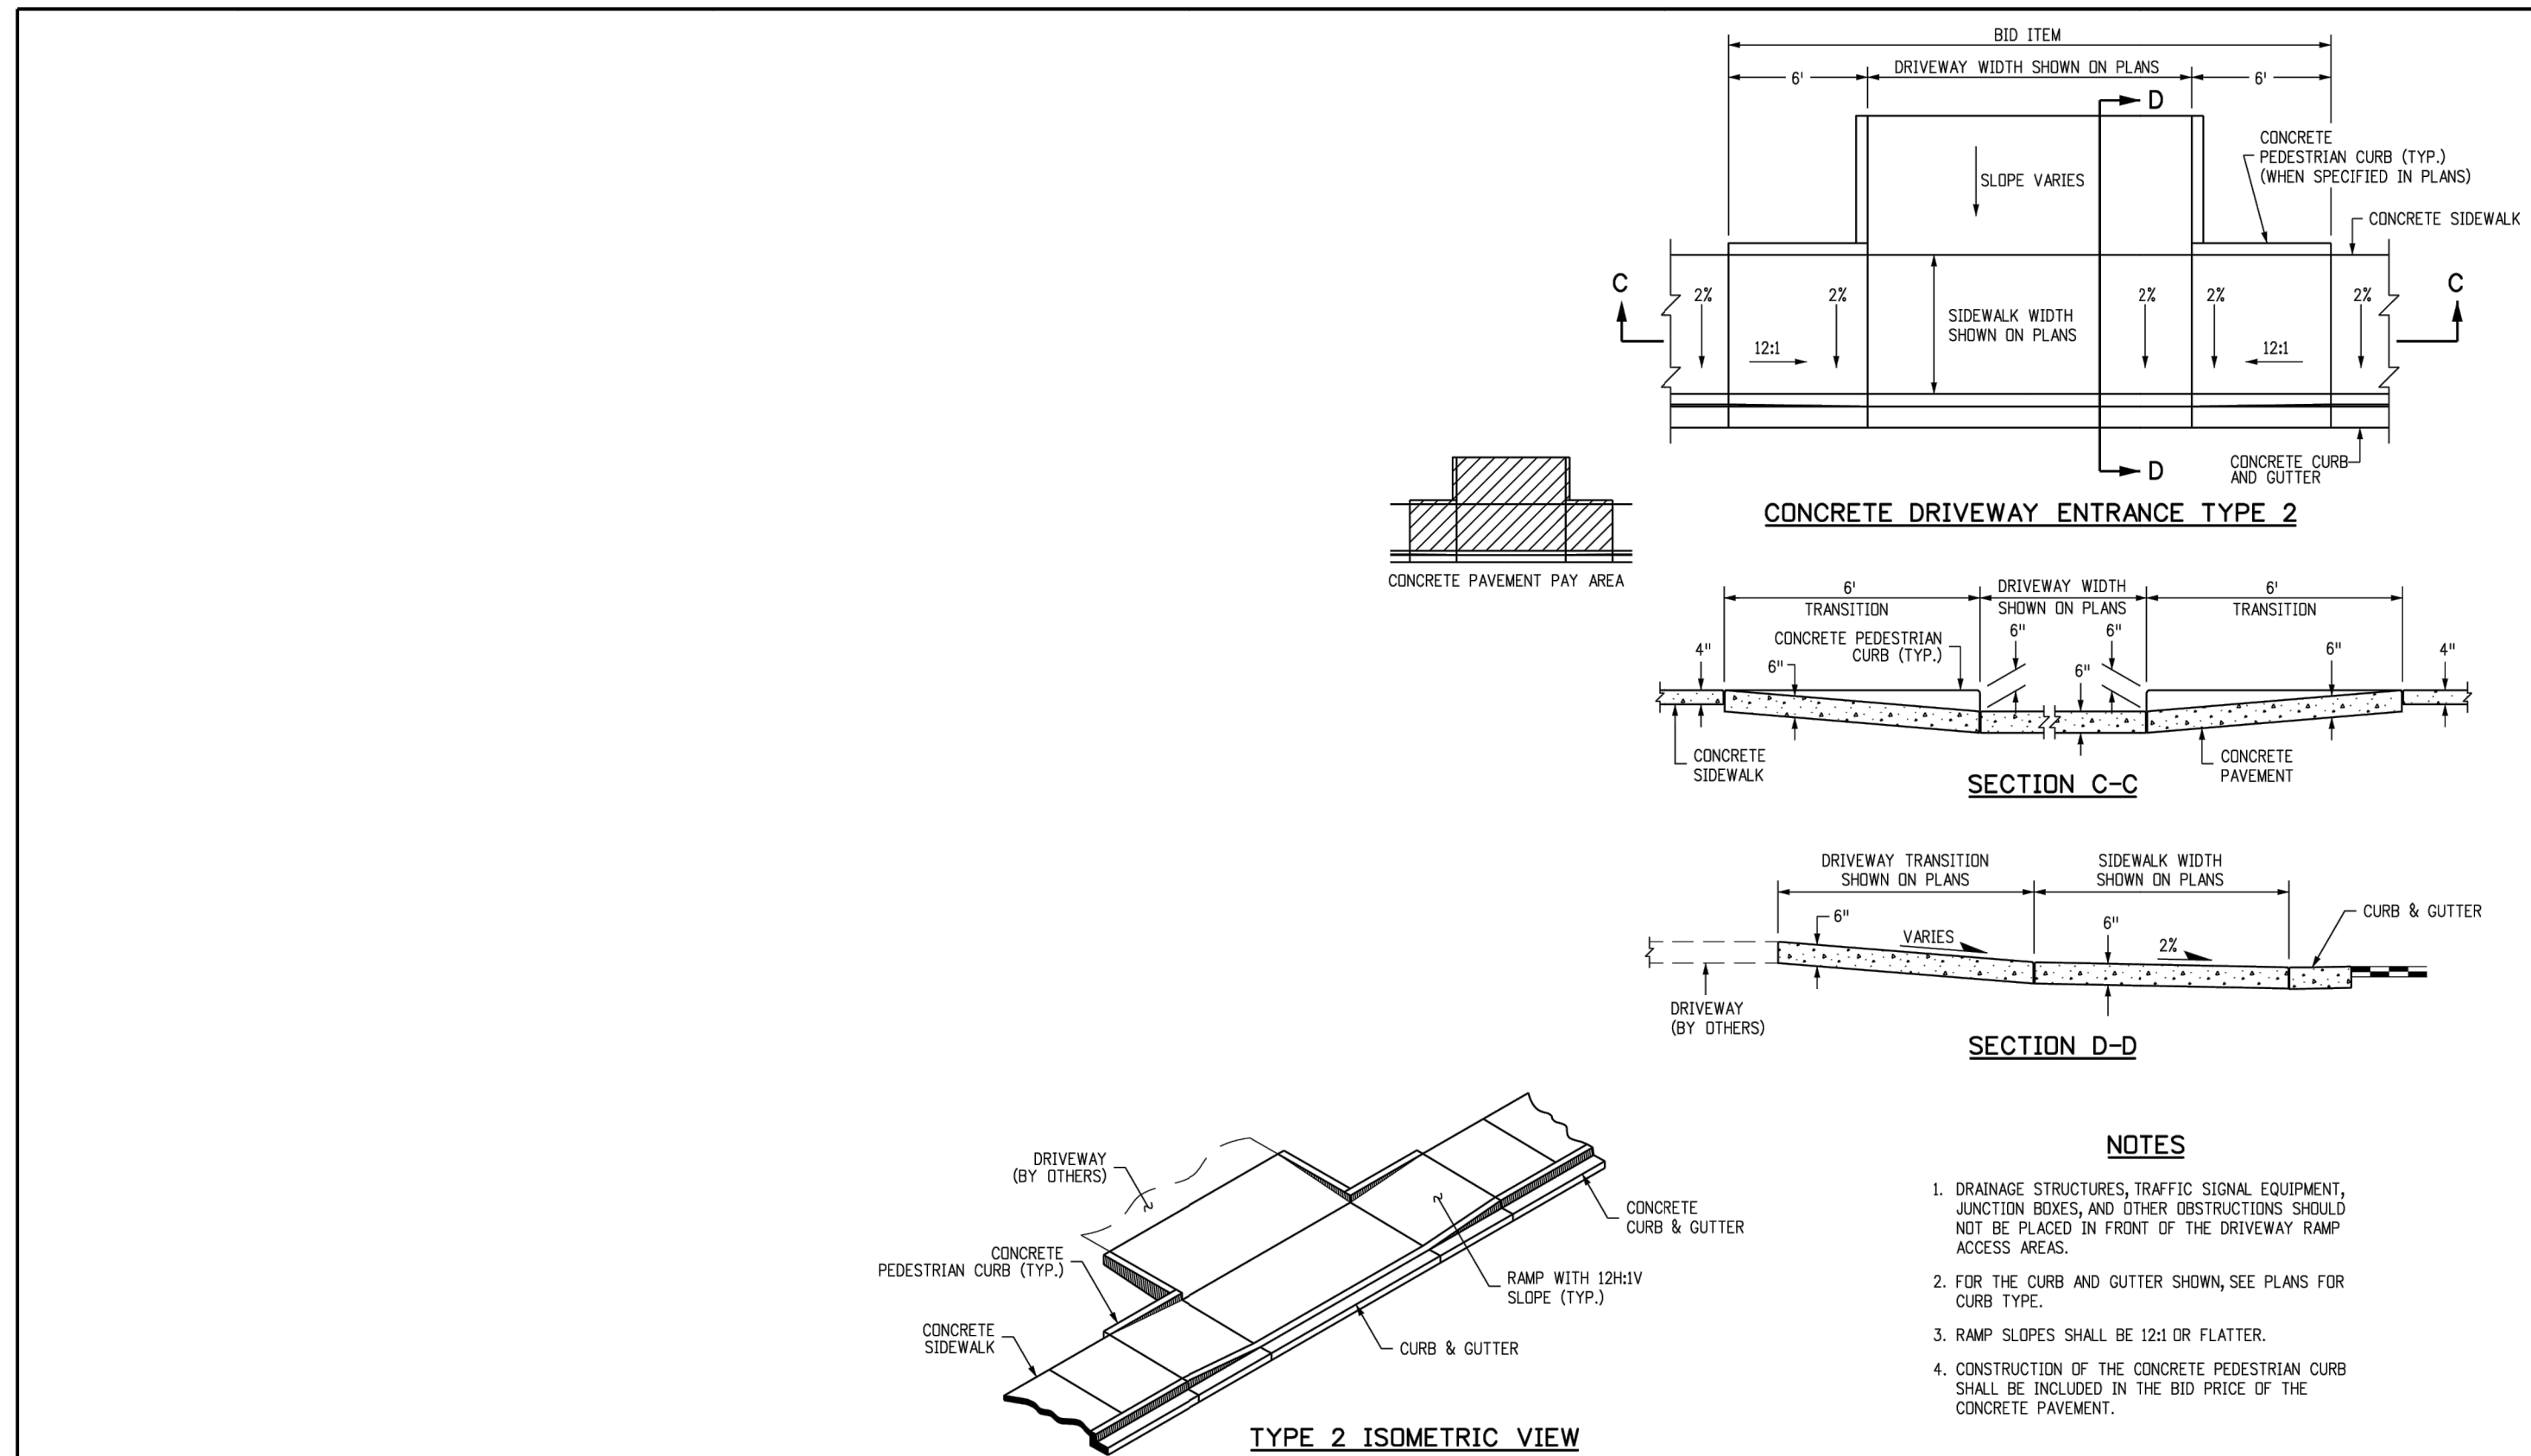 BID ITEM
6'
DRIVEWAY WIDTH SHOWN ON PLANS
6'
D
CONCRETE
PEDESTRIAN CURB (TYP.)
(WHEN SPECIFIED IN PLANS)
SLOPE VARIES
CONCRETE SIDEWALK
C
2%
2%
2%
2%
2%
C
SIDEWALK WIDTH
SHOWN ON PLANS
12:1
12:1
CONCRETE CURB
AND GUTTER
D
CONCRETE DRIVEWAY ENTRANCE TYPE 2
CONCRETE PAVEMENT PAY AREA
6'
TRANSITION
DRIVEWAY WIDTH
SHOWN ON PLANS
6'
TRANSITION
CONCRETE PEDESTRIAN
CURB (TYP.)
4"
6"
6"
6"
6"
6"
4"
CONCRETE
SIDEWALK
CONCRETE
PAVEMENT
SECTION C-C
DRIVEWAY TRANSITION
SHOWN ON PLANS
SIDEWALK WIDTH
SHOWN ON PLANS
6"
VARIES
6"
2%
CURB & GUTTER
DRIVEWAY
(BY OTHERS)
SECTION D-D
DRIVEWAY
(BY OTHERS)
CONCRETE
PEDESTRIAN CURB (TYP.)
CONCRETE
SIDEWALK
CONCRETE
CURB & GUTTER
RAMP WITH 12H:1V
SLOPE (TYP.)
CURB & GUTTER
TYPE 2 ISOMETRIC VIEW
NOTES
1. DRAINAGE STRUCTURES, TRAFFIC SIGNAL EQUIPMENT,
JUNCTION BOXES, AND OTHER OBSTRUCTIONS SHOULD
NOT BE PLACED IN FRONT OF THE DRIVEWAY RAMP
ACCESS AREAS.
2. FOR THE CURB AND GUTTER SHOWN, SEE PLANS FOR
CURB TYPE.
3. RAMP SLOPES SHALL BE 12:1 OR FLATTER.
4. CONSTRUCTION OF THE CONCRETE PEDESTRIAN CURB
SHALL BE INCLUDED IN THE BID PRICE OF THE
CONCRETE PAVEMENT.